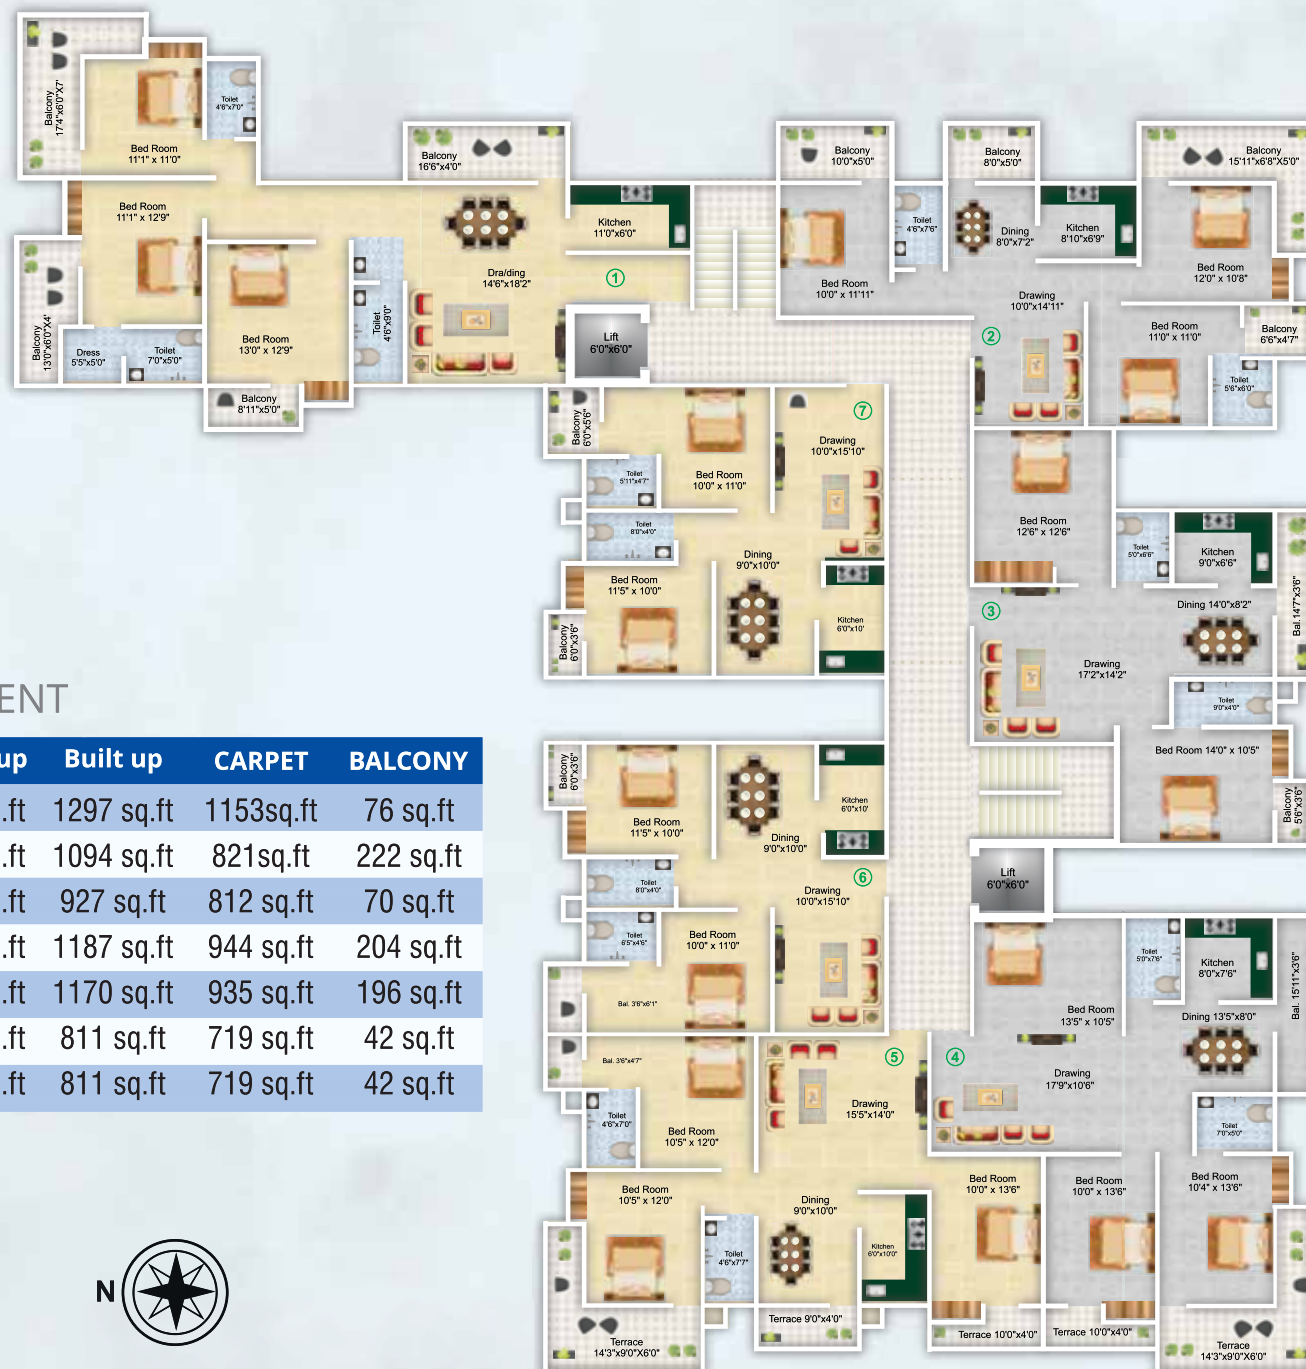 Balcony
17'4"x6'0"X7'
Bed Room
11'1" x 11'0"
Toilet
4'6"x7'0"
Bed Room
11'1" x 12'9"
Balcony
13'0"x6'0"X4'
Dress
5'5"x5'0"
Toilet
7'0"x5'0"
Bed Room
13'0" x 12'9"
Balcony
8'11"x5'0"
Toilet
4'6"x9'0"
Balcony
16'6"x4'0"
Dra/ding
14'6"x18'2"
Kitchen
11'0"x6'0"
1
Lift
6'0"x6'0"
Balcony
10'0"x5'0"
Bed Room
10'0" x 11'11"
Toilet
4'6"x7'6"
Balcony
8'0"x5'0"
Dining
8'0"x7'2"
Kitchen
8'10"x6'9"
Balcony
15'11"x6'8"X5'0"
Bed Room
12'0" x 10'8"
Drawing
10'0"x14'11"
2
Bed Room
11'0" x 11'0"
Balcony
6'6"x4'7"
Toilet
5'6"x6'0"
Balcony
6'0"x5'6"
Bed Room
10'0" x 11'0"
Toilet
5'11"x4'7"
7
Drawing
10'0"x15'10"
Toilet
8'0"x4'0"
Dining
9'0"x10'0"
Bed Room
11'5" x 10'0"
Balcony
6'0"x3'6"
Kitchen
6'0"x10'
Bed Room
12'6" x 12'6"
Toilet
5'0"x6'6"
Kitchen
9'0"x6'6"
Bal.14'7"x3'6"
3
Dining 14'0"x8'2"
Drawing
17'2"x14'2"
Toilet
9'0"x4'0"
Bed Room 14'0" x 10'5"
Balcony
5'6"x3'6"
Lift
6'0"x6'0"
ENT
up Built up CARPET BALCONY
.ft 1297 sq.ft 1153sq.ft 76 sq.ft
.ft 1094 sq.ft 821sq.ft 222 sq.ft
.ft 927 sq.ft 812 sq.ft 70 sq.ft
.ft 1187 sq.ft 944 sq.ft 204 sq.ft
.ft 1170 sq.ft 935 sq.ft 196 sq.ft
.ft 811 sq.ft 719 sq.ft 42 sq.ft
.ft 811 sq.ft 719 sq.ft 42 sq.ft
Balcony
6'0"x3'6"
Bed Room
11'5" x 10'0"
Kitchen
6'0"x10'
Dining
9'0"x10'0"
6
Toilet
8'0"x4'0"
Drawing
10'0"x15'10"
Toilet
6'5"x4'6"
Bed Room
10'0" x 11'0"
Bal. 3'6"x6'1"
Bal. 3'6"x4'7"
Toilet
4'6"x7'0"
Bed Room
10'5" x 12'0"
5
Drawing
15'5"x14'0"
Bed Room
10'5" x 12'0"
Toilet
4'6"x7'7"
Dining
9'0"x10'0"
Kitchen
6'0"x10'0"
Bed Room
10'0" x 13'6"
Terrace
14'3"x9'0"X6'0"
Terrace 9'0"x4'0"
Terrace 10'0"x4'0"
Bed Room
13'5" x 10'5"
Toilet
5'0"x7'6"
Kitchen
8'0"x7'6"
Bal. 15'11"x3'6"
Dining 13'5"x8'0"
4
Drawing
17'9"x10'6"
Toilet
7'0"x5'0"
Bed Room
10'0" x 13'6"
Bed Room
10'4" x 13'6"
Terrace 10'0"x4'0"
Terrace
14'3"x9'0"X6'0"
N